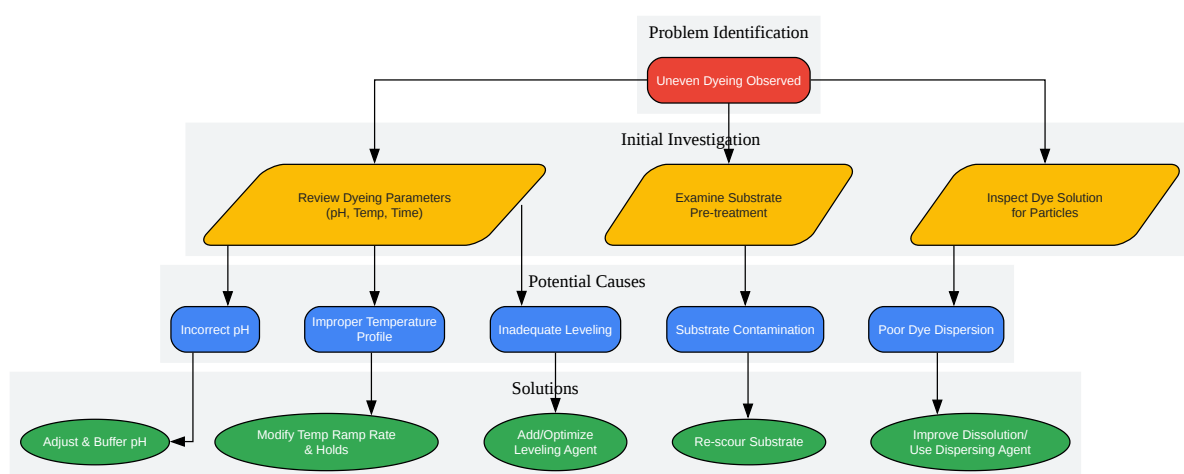 Problem Identification
Uneven Dyeing Observed
Initial Investigation
Review Dyeing Parameters
(pH, Temp, Time)
Examine Substrate
Pre-treatment
Inspect Dye Solution
for Particles
Potential Causes
Incorrect pH
Improper Temperature
Profile
Inadequate Leveling
Substrate Contamination
Poor Dye Dispersion
Solutions
Adjust & Buffer pH
Modify Temp Ramp Rate
& Holds
Add/Optimize
Leveling Agent
Re-scour Substrate
Improve Dissolution/
Use Dispersing Agent